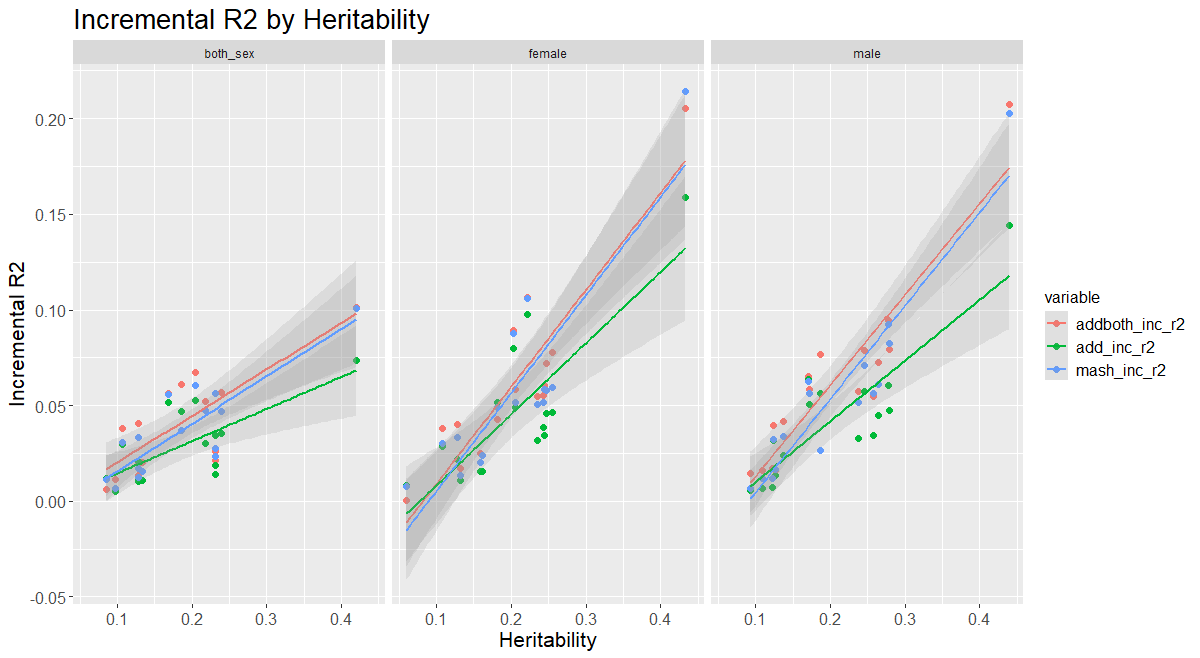 Incremental R2 by Heritability
both_sex female male
0.20
0.15
0.10
0.05
0.00
-0.05
Incremental R2
0.1 0.2 0.3 0.4 0.1 0.2 0.3 0.4 0.1 0.2 0.3 0.4
Heritability
variable
addboth_inc_r2
add_inc_r2
mash_inc_r2